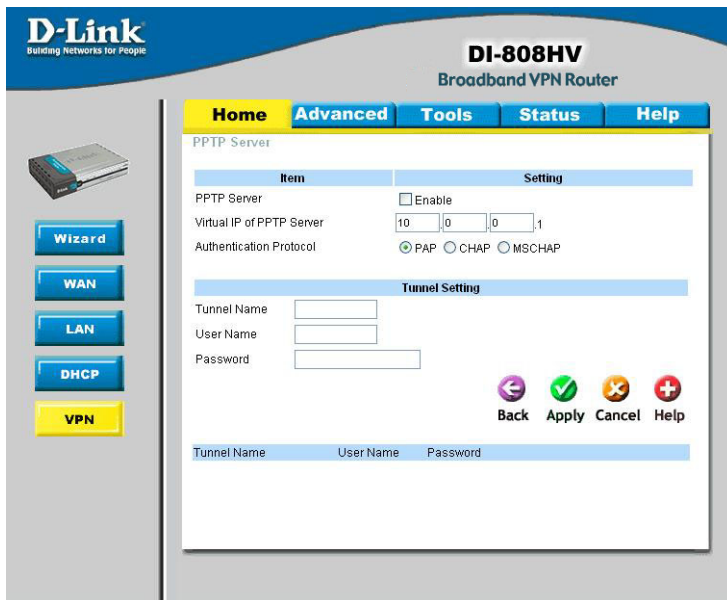 D-Link
Building Networks for People
DI-808HV
Broadband VPN Router
Home Advanced Tools Status Help
PPTP Server
Item Setting
PPTP Server Enable
Virtual IP of PPTP Server 10 .0 .0 .1
Authentication Protocol PAP CHAP MSCHAP
Tunnel Setting
Tunnel Name
User Name
Password
Back Apply Cancel Help
Tunnel Name User Name Password
Wizard
WAN
LAN
DHCP
VPN